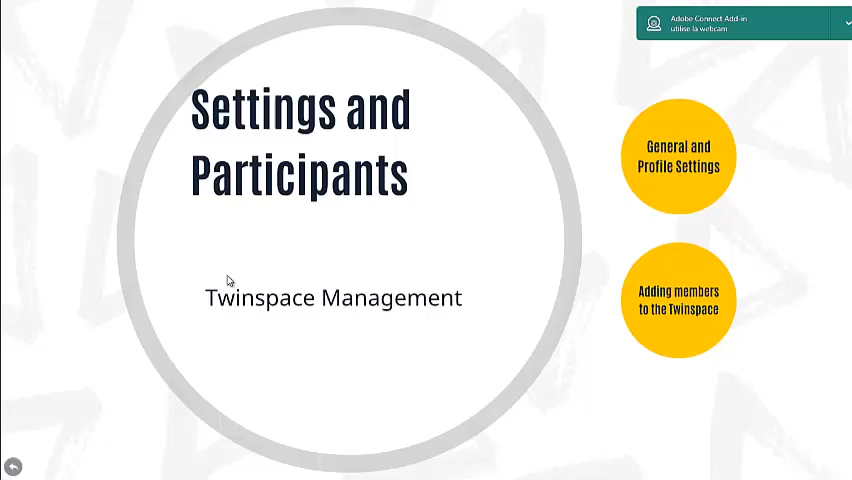 Settings and
Participants
Twinspace Management
Adobe Connect Add-in
utilise la webcam
General and
Profile Settings
Adding members
to the Twinspace